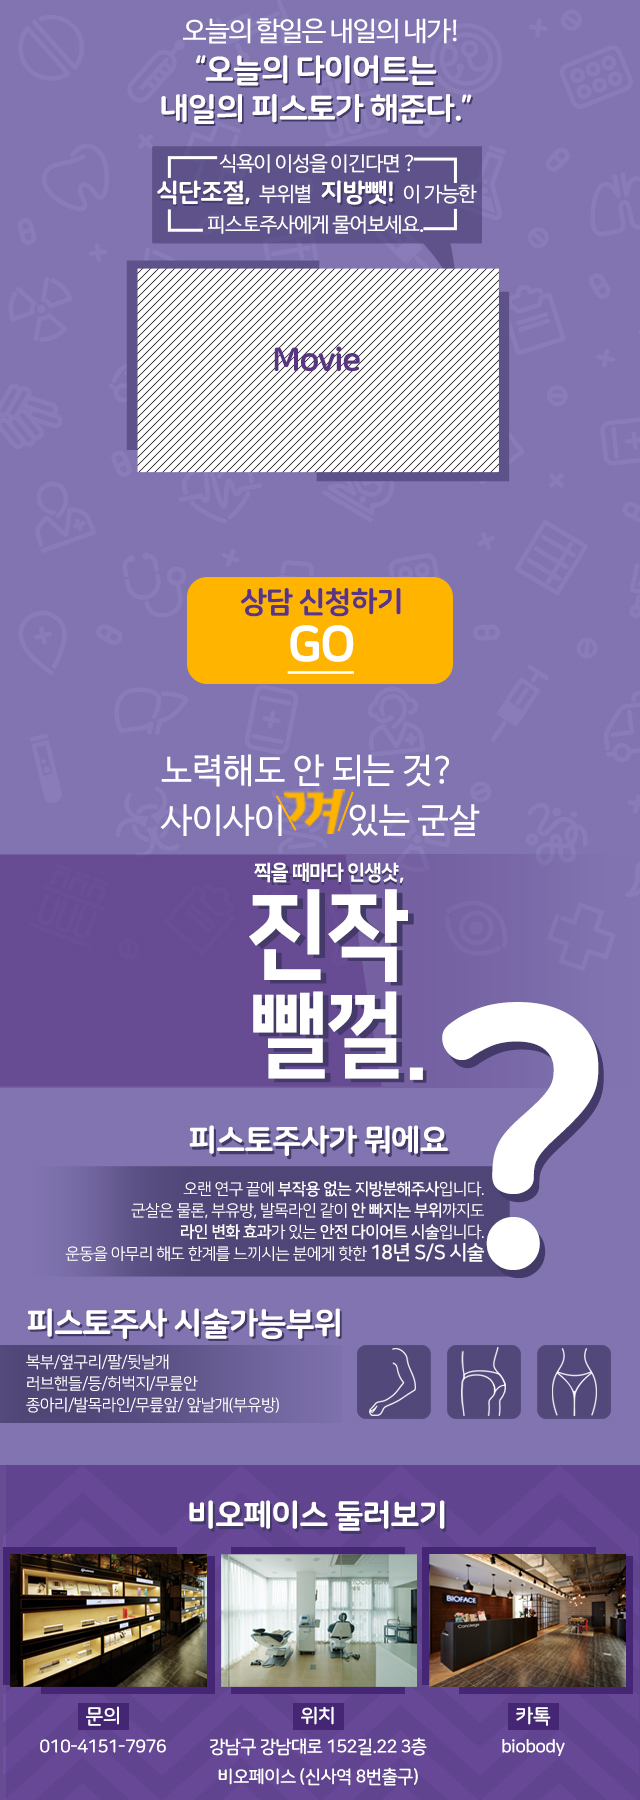 오늘의 할일은 내일의 내가!
“오늘의 다이어트는
내일의 피스토가 해준다.”
식욕이 이성을 이긴다면 ?
식단조절, 부위별 지방뺏! 이 가능한
피스토주사에게 물어보세요.
Movie
상담 신청하기
GO
노력해도 안 되는 것?
사이사이 껴 있는 군살
찍을 때마다 인생샷,
진작
뺄껄.
?
피스토주사가 뭐에요
오랜 연구 끝에 부작용 없는 지방분해주사입니다.
군살은 물론, 부유방, 발목라인 같이 안 빠지는 부위까지도
라인 변화 효과가 있는 안전 다이어트 시술입니다.
운동을 아무리 해도 한계를 느끼시는 분에게 핫한 18년 S/S 시술
피스토주사 시술가능부위
복부/옆구리/팔/뒷날개
러브핸들/등/허벅지/무릎안
종아리/발목라인/무릎앞/ 앞날개(부유방)
비오페이스 둘러보기
BIOFACE
Concierge
문의
010-4151-7976
위치
강남구 강남대로 152길.22 3층
비오페이스 (신사역 8번출구)
카톡
biobody